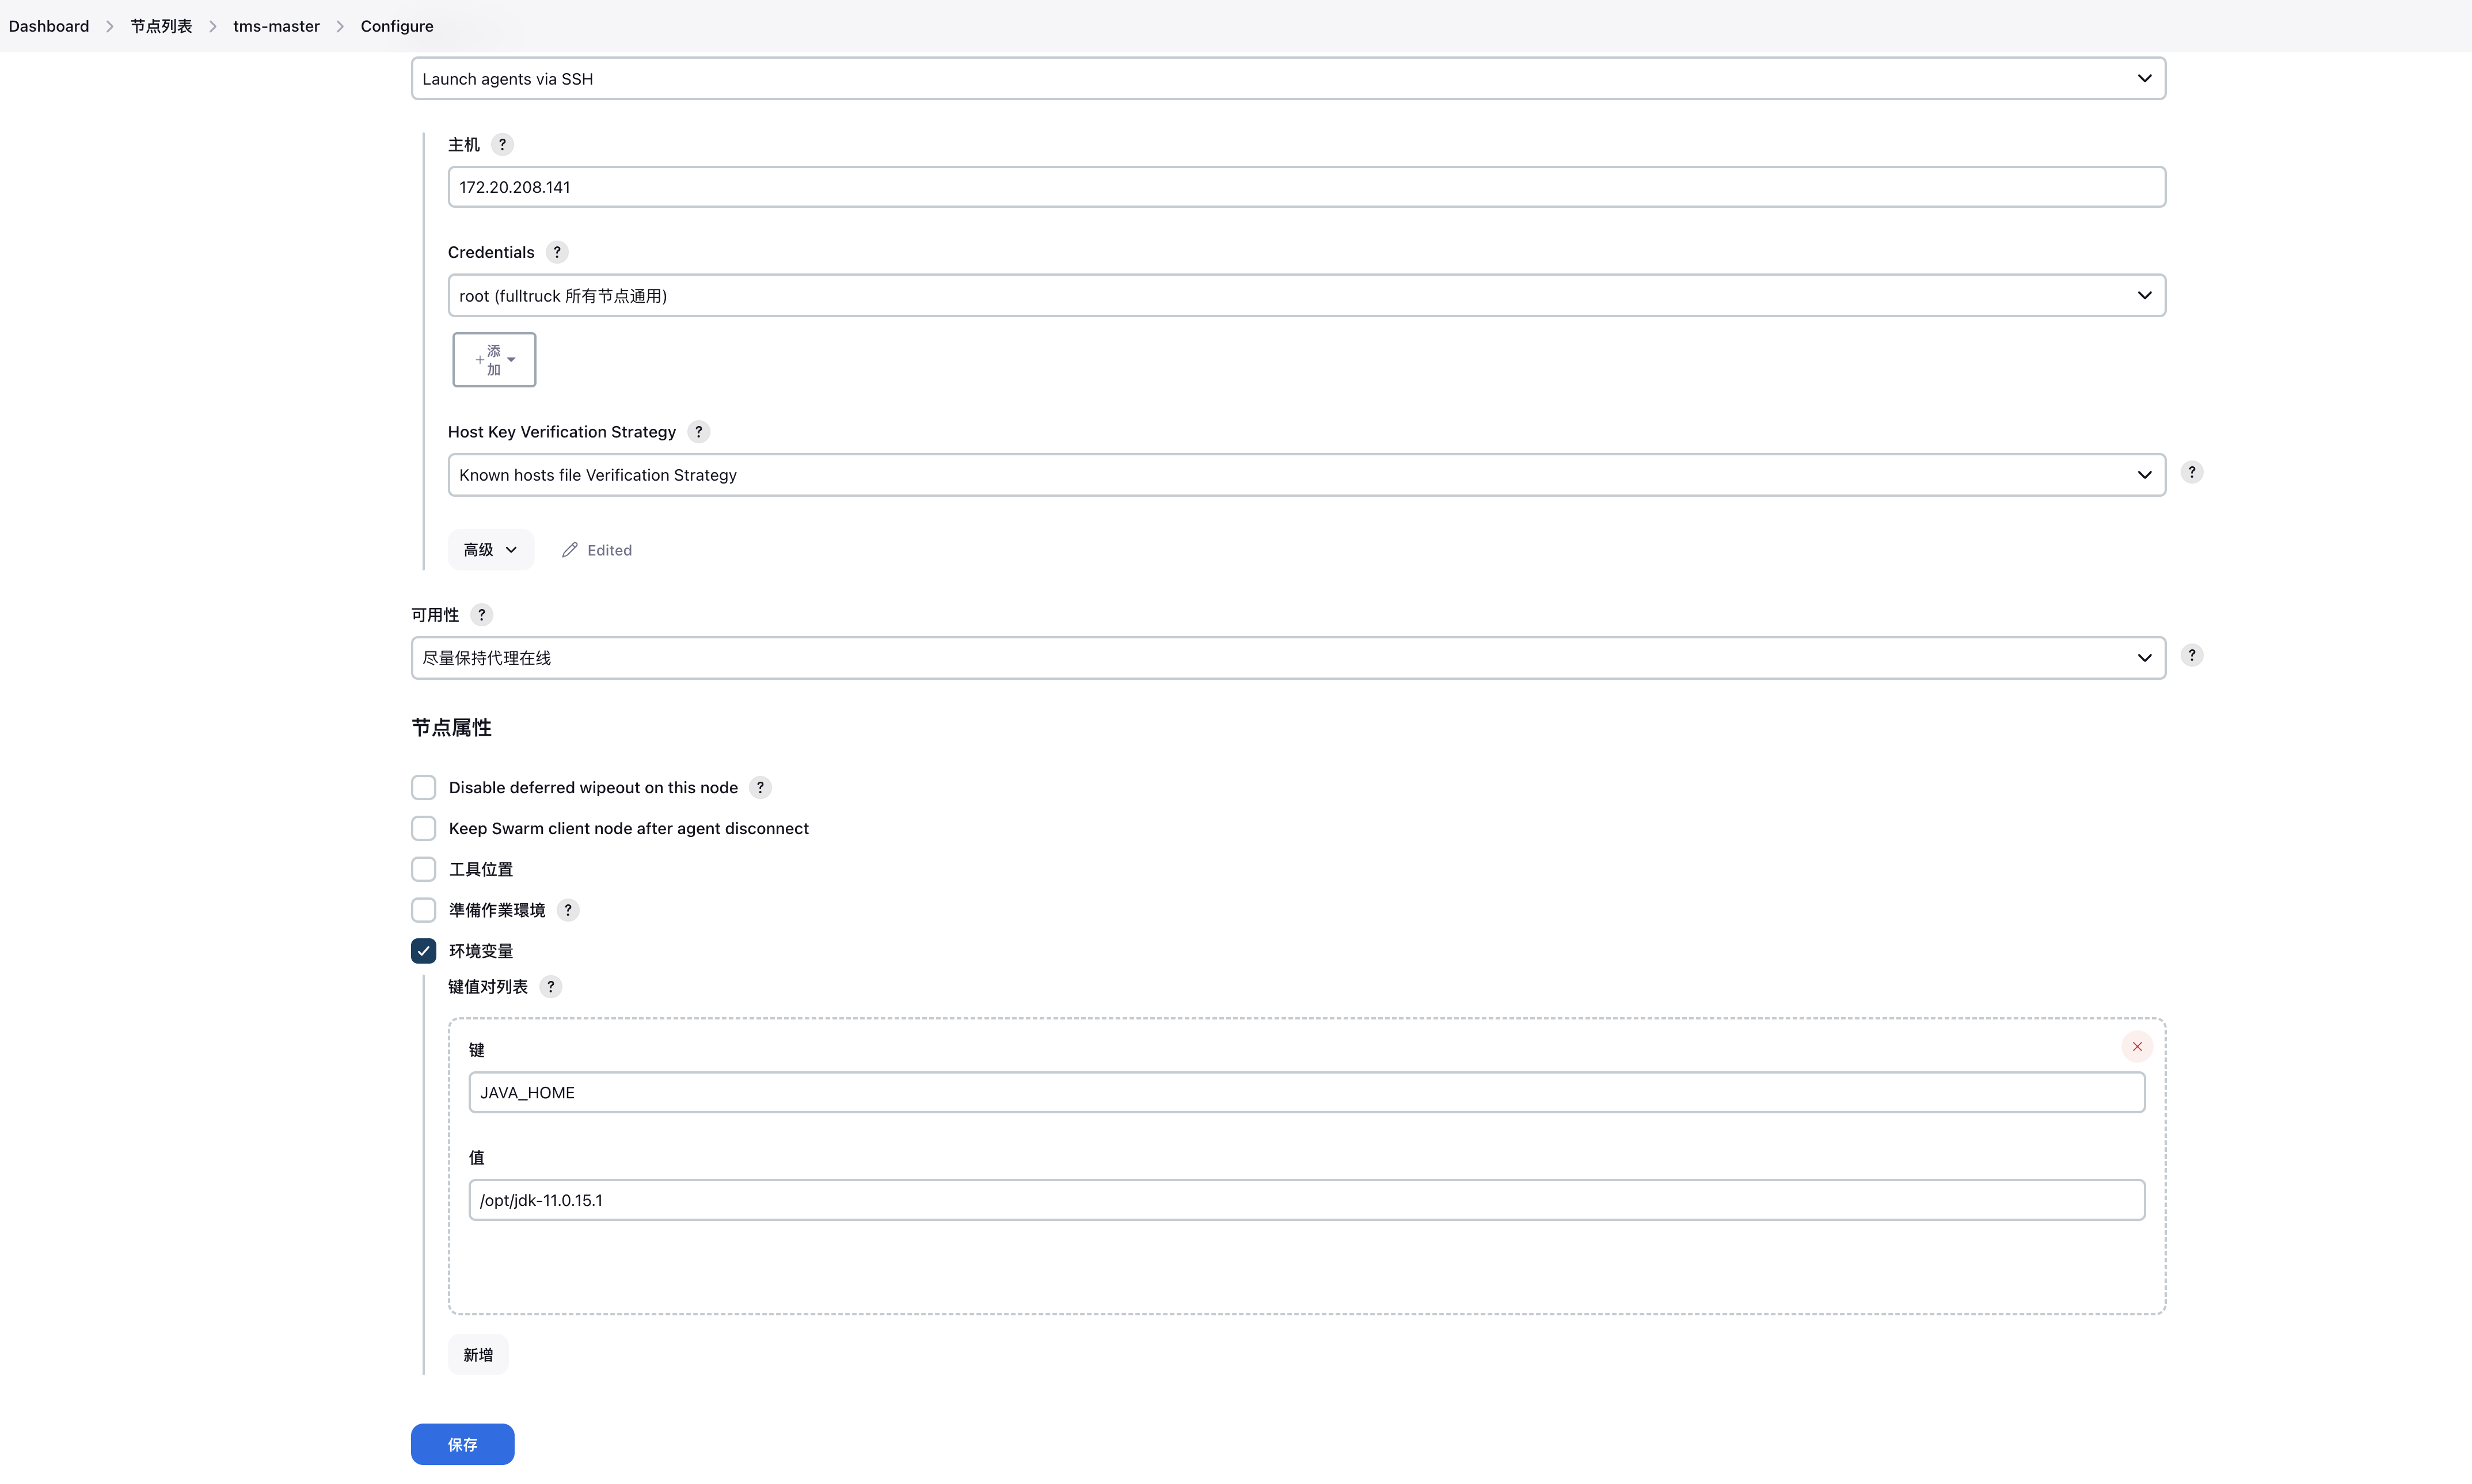 Dashboard > 节点列表 > tms-master > Configure
Launch agents via SSH
主机 ?
172.20.208.141
Credentials ?
root (fulltruck 所有节点通用)
+ 添
加
Host Key Verification Strategy ?
Known hosts file Verification Strategy
?
高级
Edited
可用性 ?
尽量保持代理在线
?
节点属性
Disable deferred wipeout on this node ?
Keep Swarm client node after agent disconnect
工具位置
準備作業環境 ?
环境变量
键值对列表 ?
键
JAVA_HOME
值
/opt/jdk-11.0.15.1
新增
保存